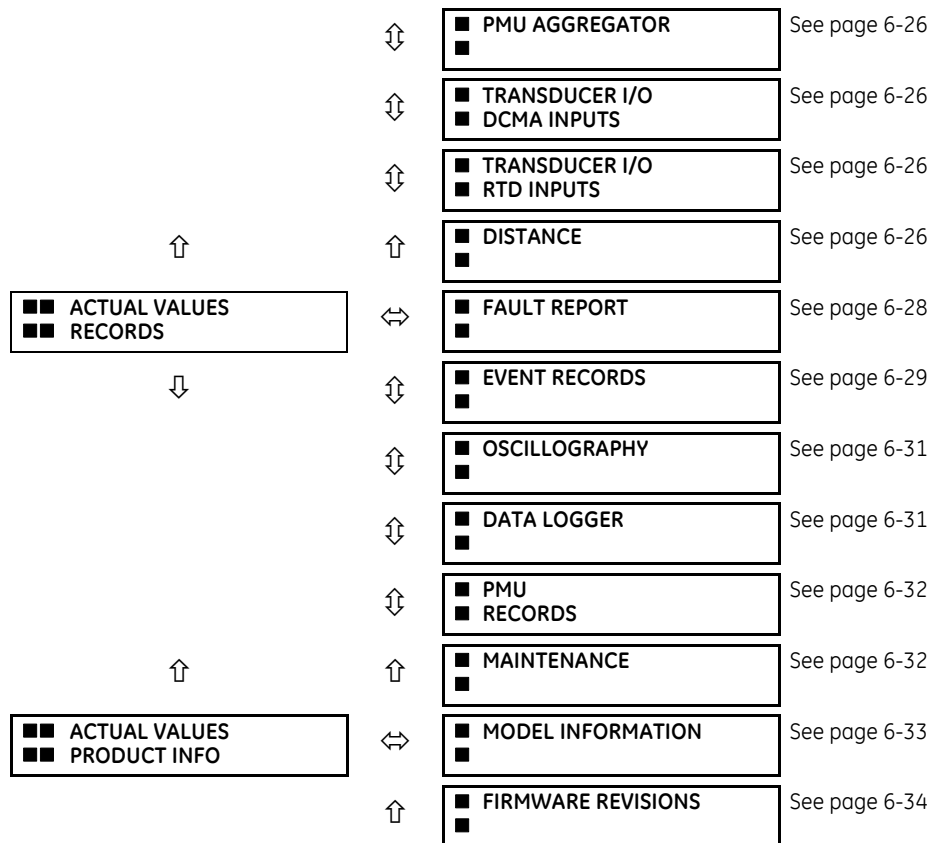 PMU AGGREGATOR See page 6-26
TRANSDUCER I/O See page 6-26
DCMA INPUTS
TRANSDUCER I/O See page 6-26
RTD INPUTS
DISTANCE See page 6-26
ACTUAL VALUES
RECORDS
FAULT REPORT See page 6-28
EVENT RECORDS See page 6-29
OSCILLOGRAPHY See page 6-31
DATA LOGGER See page 6-31
PMU See page 6-32
RECORDS
MAINTENANCE See page 6-32
ACTUAL VALUES
PRODUCT INFO
MODEL INFORMATION See page 6-33
FIRMWARE REVISIONS See page 6-34